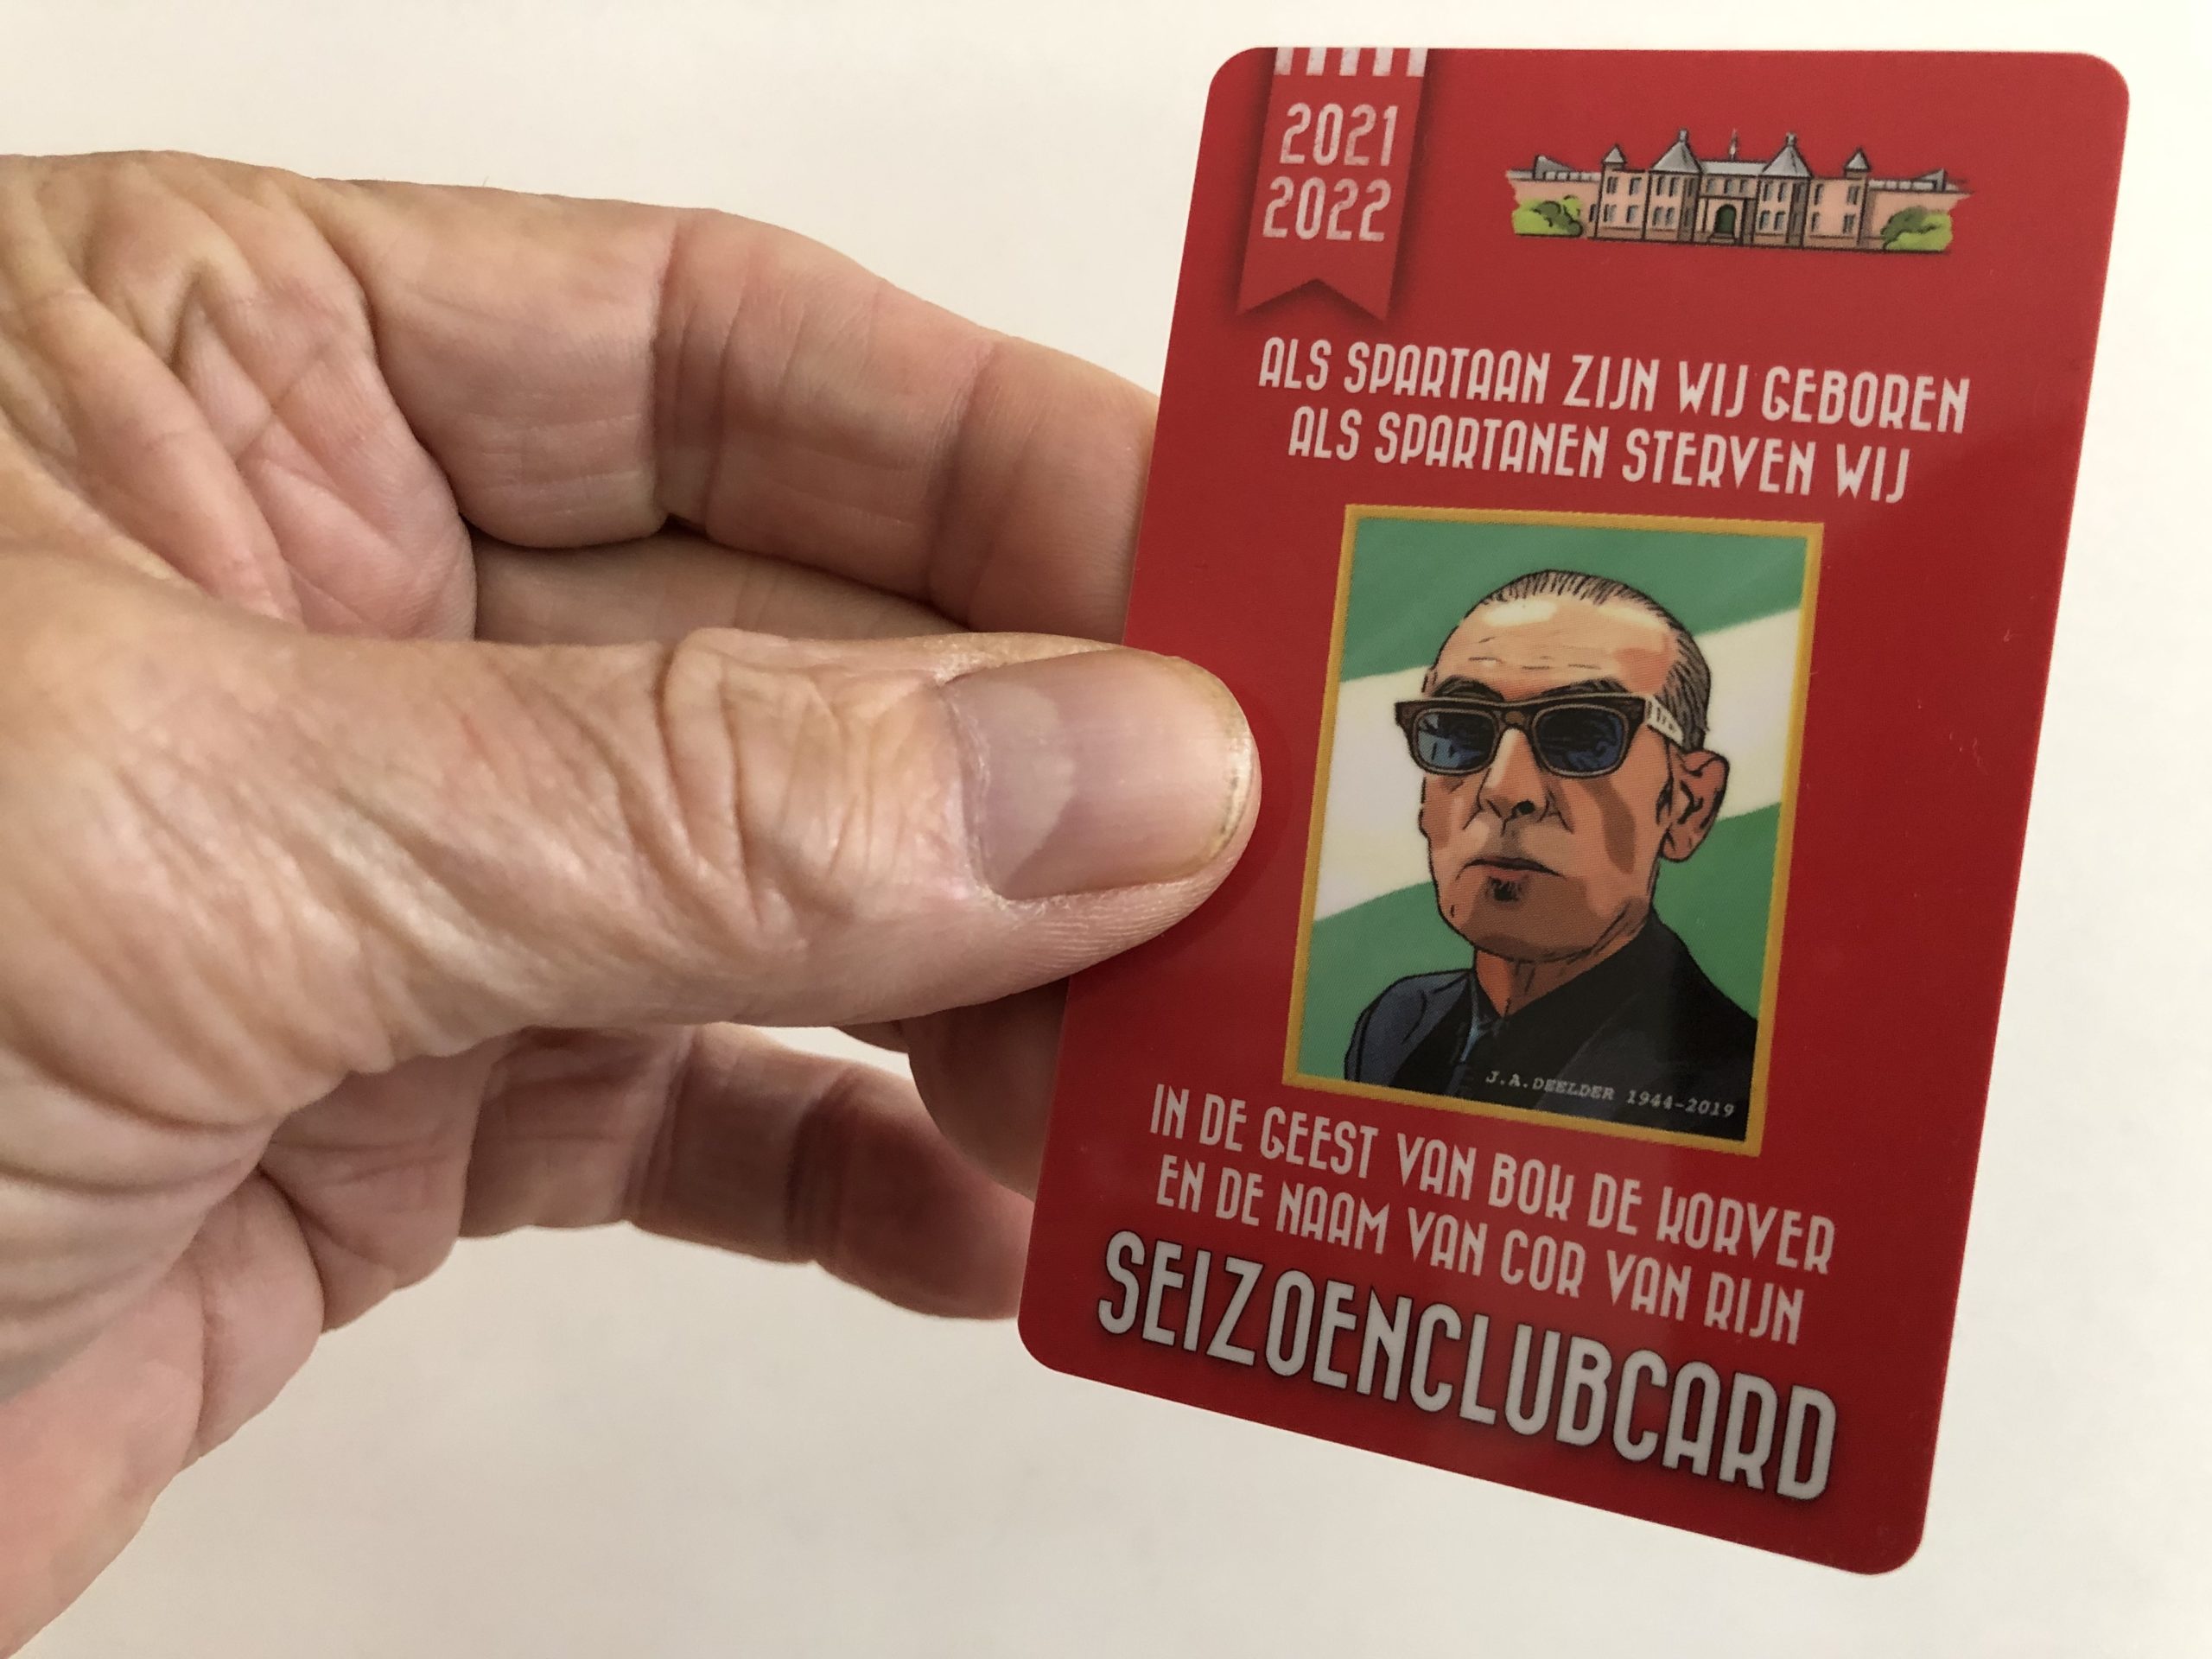 2021
2022
ALS SPARTAAN ZIJN WIJ GEBOREN
ALS SPARTANEN STERVEN WIJ
J.A.DEELDER 1944-2019
IN DE GEEST VAN BOK DE KORVER
EN DE NAAM VAN COR VAN RIJN
SEIZOENCLUBCARD